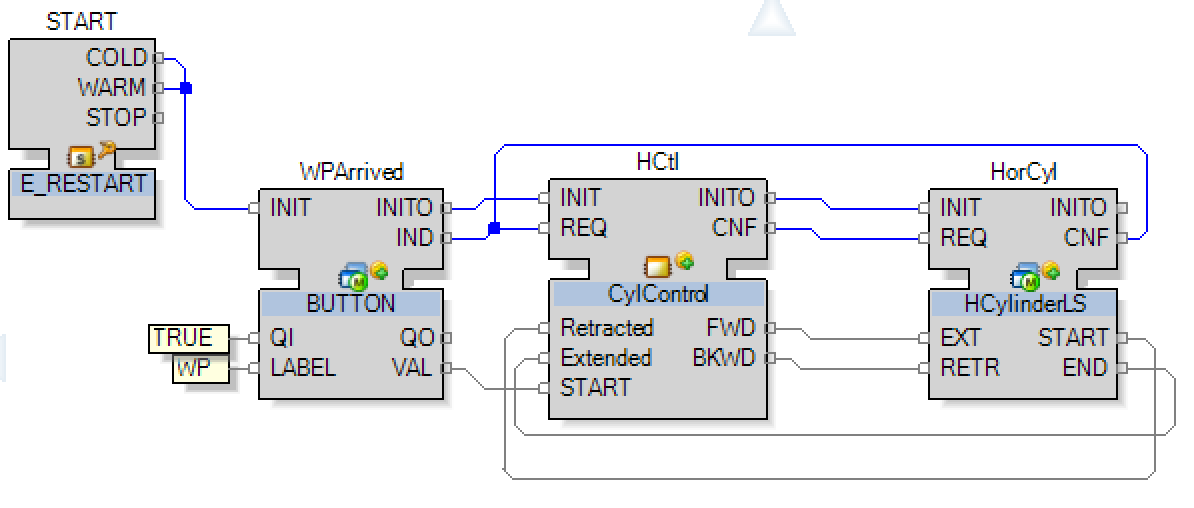 START
COLD
WARM
STOP
E_RESTART
WPArrived
INIT INITO
IND
BUTTON
TRUE QI QO
WP LABEL VAL
HCtl
INIT INITO
REQ CNF
CylControl
Retracted FWD
Extended BKWD
START
HorCyl
INIT INITO
REQ CNF
HCylinderLS
EXT START
RETR END